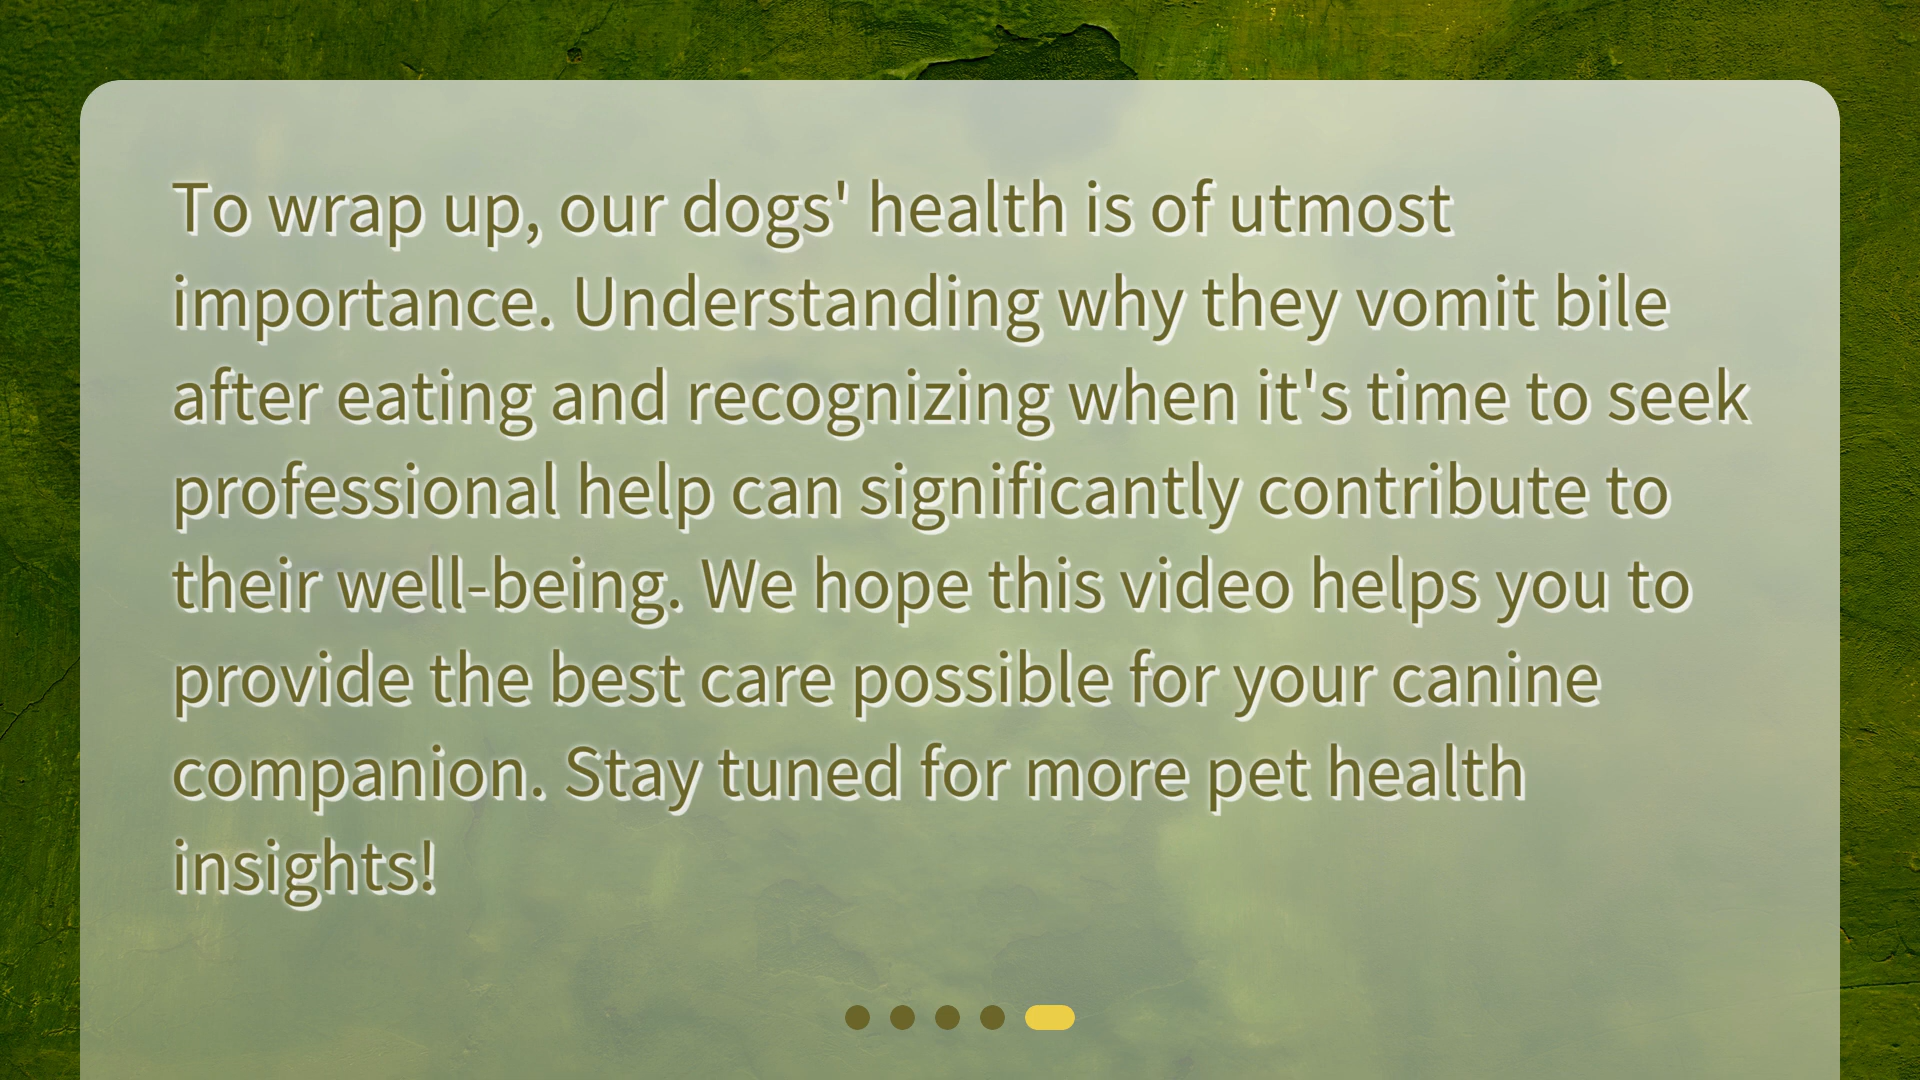 To wrap up, our dogs' health is of utmost
importance. Understanding why they vomit bile
after eating and recognizing when it's time to seek
professional help can significantly contribute to
their well-being. We hope this video helps you to
provide the best care possible for your canine
companion. Stay tuned for more pet health
insights!